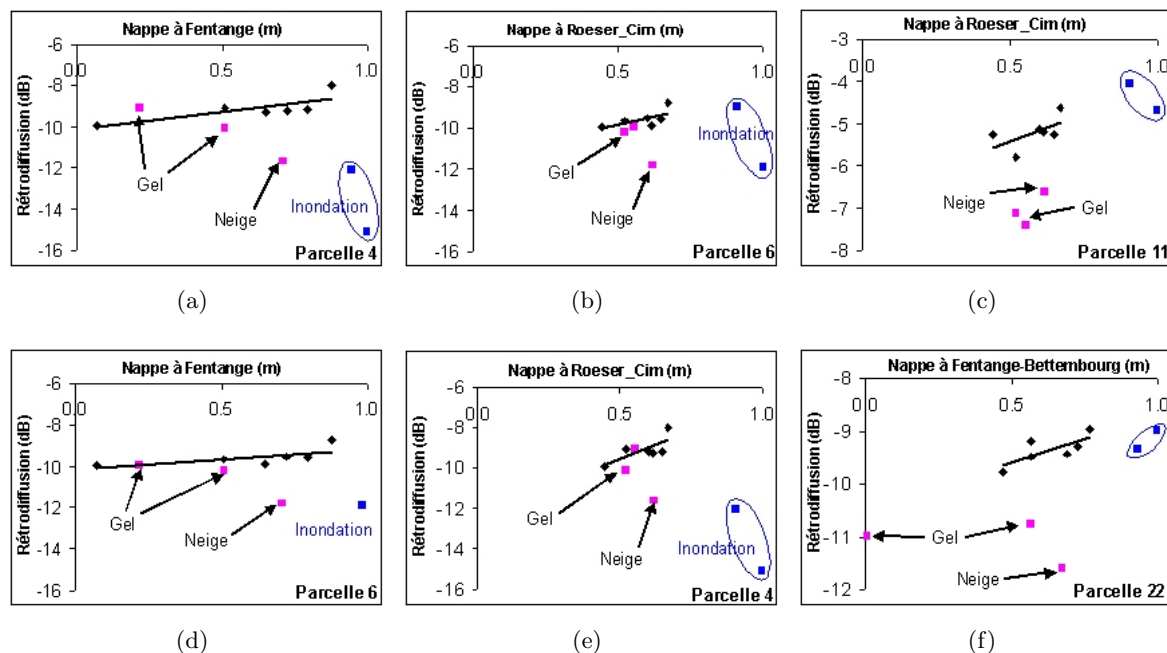 Nappe à Fentange (m)
-6
0.0 0.5 1.0
-8
-10
-12
-14
-16
Rétrodiffusion (dB)
Gel
Neige
Inondation
Parcelle 4
(a)
Nappe à Roeser_Cim (m)
-6
0.0 0.5 1.0
-8
-10
-12
-14
-16
Rétrodiffusion (dB)
Inondation
Gel
Neige
Parcelle 6
(b)
Nappe à Roeser_Cim (m)
-3
0.0 0.5 1.0
-4
-5
-6
-7
-8
Rétrodiffusion (dB)
Neige
Gel
Parcelle 11
(c)
Nappe à Fentange (m)
-6
0.0 0.5 1.0
-8
-10
-12
-14
-16
Rétrodiffusion (dB)
Gel
Neige
Inondation
Parcelle 6
(d)
Nappe à Roeser_Cim (m)
-6
0.0 0.5 1.0
-8
-10
-12
-14
-16
Rétrodiffusion (dB)
Gel
Neige
Inondation
Parcelle 4
(e)
Nappe à Fentange-Bettembourg (m)
-8
0.0 0.5 1.0
-9
-10
-11
-12
Rétrodiffusion (dB)
Gel
Neige
Parcelle 22
(f)